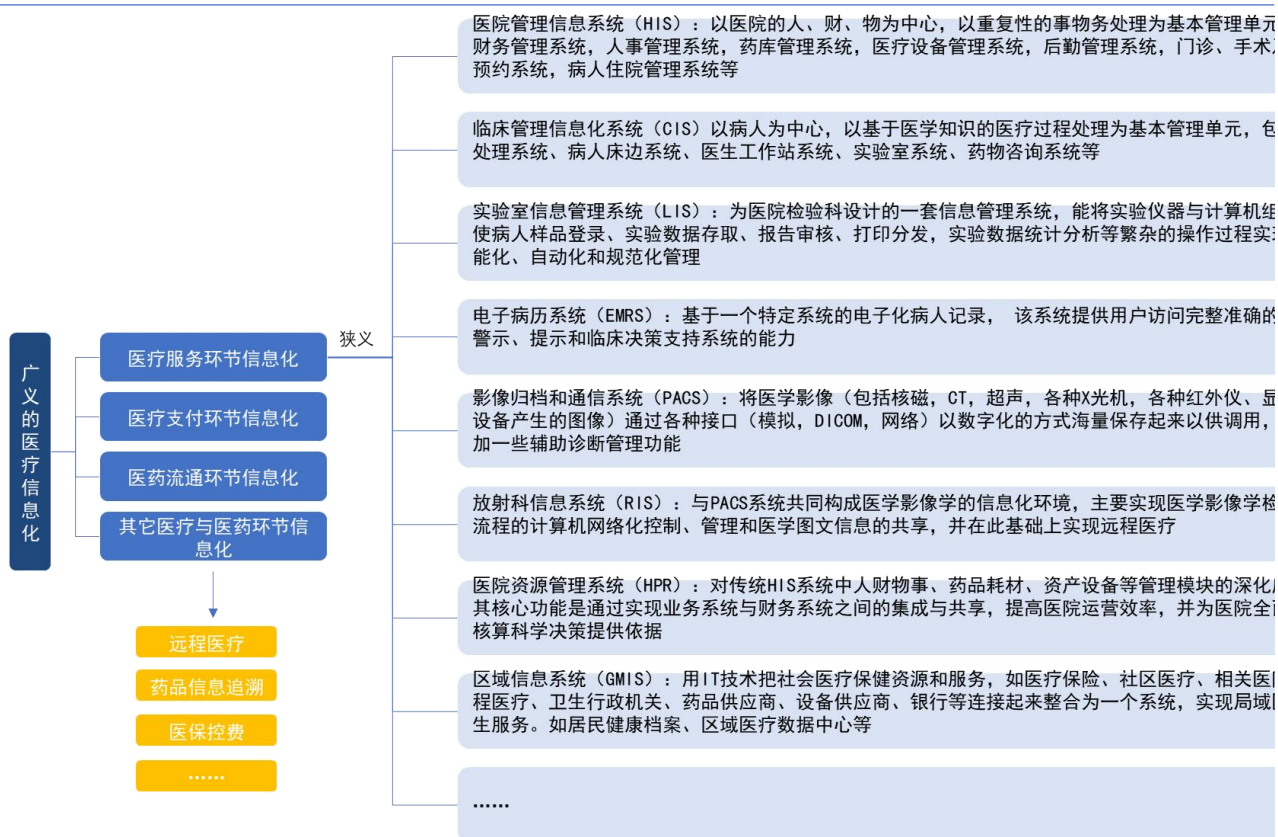 广义的医疗信息化
医疗服务环节信息化
医疗支付环节信息化
医药流通环节信息化
其它医疗与医药环节信
息化
远程医疗
药品信息追溯
医保控费
......
狭义
医院管理信息系统（HIS）：以医院的人、财、物为中心，以重复性的事物务处理为基本管理单元
财务管理系统，人事管理系统，药库管理系统，医疗设备管理系统，后勤管理系统，门诊、手术
预约系统，病人住院管理系统等
临床管理信息化系统（CIS）以病人为中心，以基于医学知识的医疗过程处理为基本管理单元，包
处理系统、病人床边系统、医生工作站系统、实验室系统、药物咨询系统等
实验室信息管理系统（LIS）：为医院检验科设计的一套信息管理系统，能将实验仪器与计算机组
使病人样品登录、实验数据存取、报告审核、打印分发，实验数据统计分析等繁杂的操作过程实
能化、自动化和规范化管理
电子病历系统（EMRS）：基于一个特定系统的电子化病人记录， 该系统提供用户访问完整准确的
警示、提示和临床决策支持系统的能力
影像归档和通信系统（PACS）：将医学影像（包括核磁，CT，超声，各种X光机，各种红外仪、显
设备产生的图像）通过各种接口（模拟，DICOM，网络）以数字化的方式海量保存起来以供调用，
加一些辅助诊断管理功能
放射科信息系统（RIS）：与PACS系统共同构成医学影像学的信息化环境，主要实现医学影像学检
流程的计算机网络化控制、管理和医学图文信息的共享，并在此基础上实现远程医疗
医院资源管理系统（HPR）：对传统HIS系统中人财物事、药品耗材、资产设备等管理模块的深化
其核心功能是通过实现业务系统与财务系统之间的集成与共享，提高医院运营效率，并为医院全
核算科学决策提供依据
区域信息系统（GMIS）：用IT技术把社会医疗保健资源和服务，如医疗保险、社区医疗、相关医
程医疗、卫生行政机关、药品供应商、设备供应商、银行等连接起来整合为一个系统，实现局域
生服务。如居民健康档案、区域医疗数据中心等
......